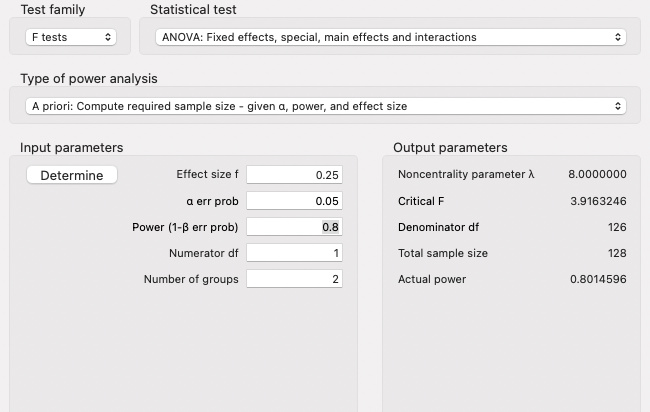 Test family Statistical test
F tests ANOVA: Fixed effects, special, main effects and interactions
Type of power analysis
A priori: Compute required sample size - given α, power, and effect size
Input parameters Output parameters
Determine Effect size f 0.25 Noncentrality parameter λ 8.0000000
α err prob 0.05 Critical F 3.9163246
Power (1-β err prob) 0.8 Denominator df 126
Numerator df 1 Total sample size 128
Number of groups 2 Actual power 0.8014596